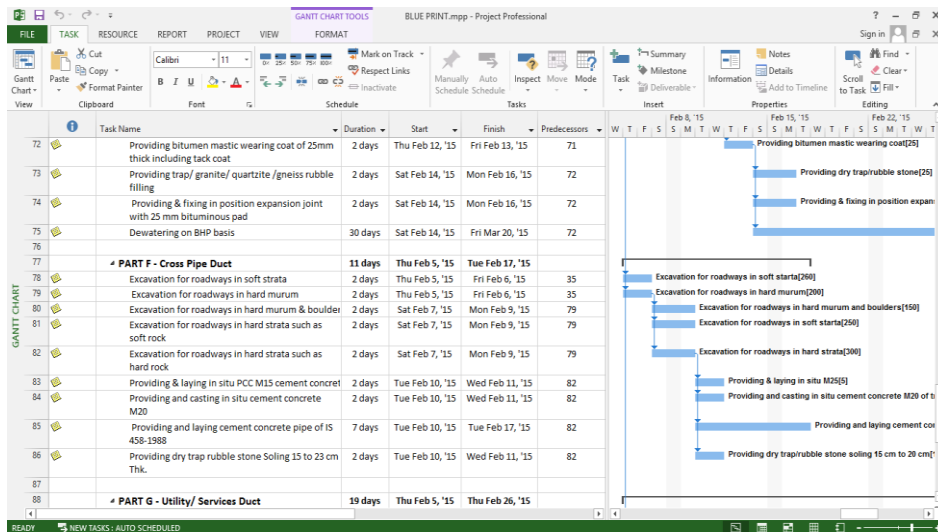 GANTT CHART TOOLS
BLUE PRINT.mpp - Project Professional
FILE TASK RESOURCE REPORT PROJECT VIEW FORMAT Sign in
Gantt Chart
View
Paste
Cut
Copy
Format Painter
Clipboard
Calibri 11
B I U A
Font
0% 25% 50% 75% 100%
Mark on Track
Respect Links
Inactivate
Schedule
Manually Schedule
Auto Schedule
Inspect Move Mode
Tasks
Task
Summary
Milestone
Deliverable
Insert
Information
Notes
Details
Add to Timeline
Properties
Scroll to Task
Find
Clear
Fill
Editing
Task Name Duration Start Finish Predecessors
Feb 8, '15 Feb 15, '15 Feb 22, '15
W T F S S M T W T F S S M T W T F S S M T W T
GANTT CHART
72 Providing bitumen mastic wearing coat of 25mm 2 days Thu Feb 12, '15 Fri Feb 13, '15 71
thick including tack coat
73 Providing trap/ granite/ quartzite /gneiss rubble 2 days Sat Feb 14, '15 Mon Feb 16, '15 72
filling
74 Providing & fixing in position expansion joint 2 days Sat Feb 14, '15 Mon Feb 16, '15 72
with 25 mm bituminous pad
75 Dewatering on BHP basis 30 days Sat Feb 14, '15 Fri Mar 20, '15 72
76
77 PART F - Cross Pipe Duct 11 days Thu Feb 5, '15 Tue Feb 17, '15
78 Excavation for roadways in soft strata 2 days Thu Feb 5, '15 Fri Feb 6, '15 35
79 Excavation for roadways in hard murum 2 days Thu Feb 5, '15 Fri Feb 6, '15 35
80 Excavation for roadways in hard murum & boulder 2 days Sat Feb 7, '15 Mon Feb 9, '15 79
81 Excavation for roadways in hard strata such as 2 days Sat Feb 7, '15 Mon Feb 9, '15 79
soft rock
82 Excavation for roadways in hard strata such as 2 days Sat Feb 7, '15 Mon Feb 9, '15 79
hard rock
83 Providing & laying in situ PCC M15 cement concret 2 days Tue Feb 10, '15 Wed Feb 11, '15 82
84 Providing and casting in situ cement concrete 2 days Tue Feb 10, '15 Wed Feb 11, '15 82
M20
85 Providing and laying cement concrete pipe of IS 7 days Tue Feb 10, '15 Tue Feb 17, '15 82
458-1988
86 Providing dry trap rubble stone Soling 15 to 23 cm 2 days Tue Feb 10, '15 Wed Feb 11, '15 82
Thk.
87
88 PART G - Utility/ Services Duct 19 days Thu Feb 5, '15 Thu Feb 26, '15
Providing bitumen mastic wearing coat[25]
Providing dry trap/rubble stone[25]
Providing & fixing in position expan
Excavation for roadways in soft starta[260]
Excavation for roadways in hard murum[200]
Excavation for roadways in hard murum and boulders[150]
Excavation for roadways in soft starta[250]
Excavation for roadways in hard strata[300]
Providing & laying in situ M25[5]
Providing and casting in situ cement concrete M20 of
Providing and laying cement
Providing dry trap/rubble stone soling 15 cm to 20 cm
READY NEW TASKS : AUTO SCHEDULED